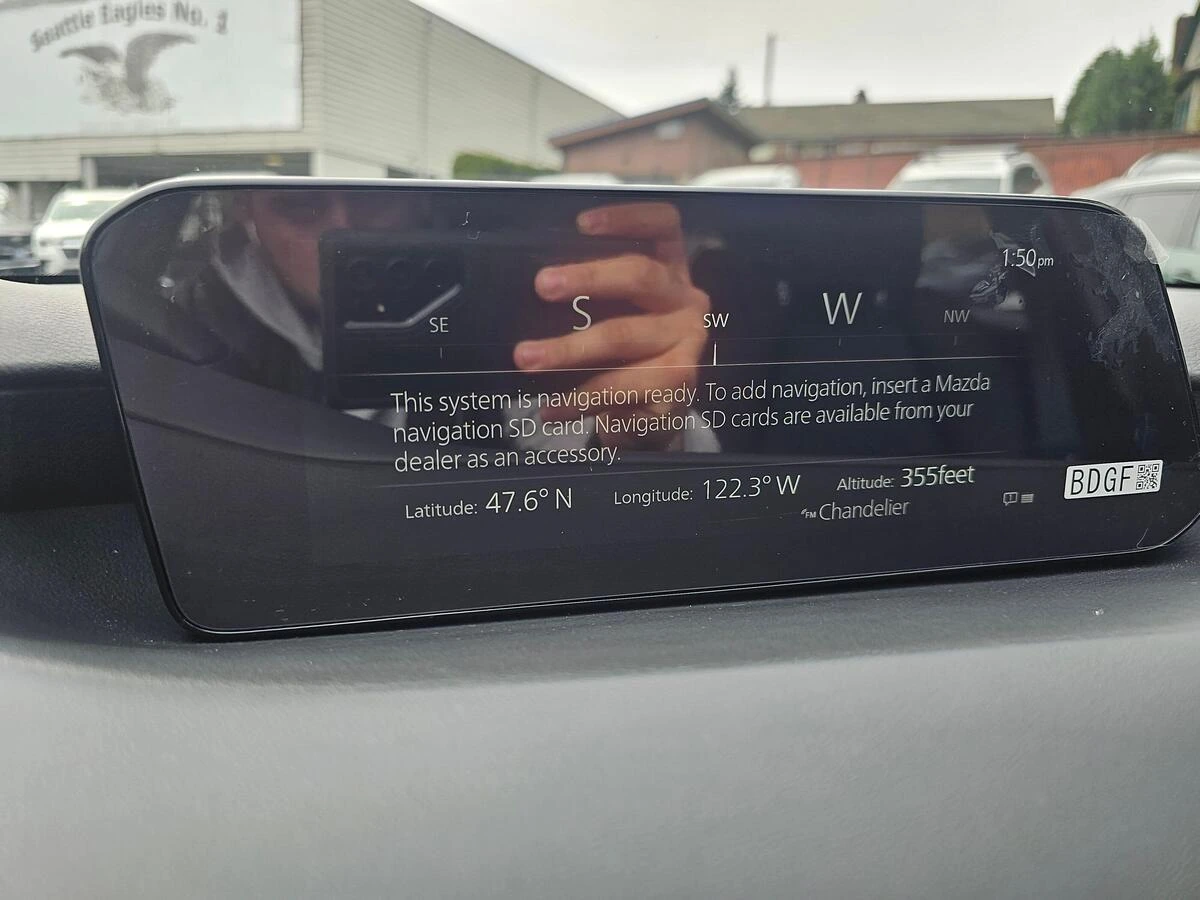 Seattle Eagles No. 1
1:50pm
SE S SW W NW
This system is navigation ready. To add navigation, insert a Mazda
navigation SD card. Navigation SD cards are available from your
dealer as an accessory.
Latitude: 47.6° N Longitude: 122.3° W Altitude: 355feet
FM Chandelier
BDGF